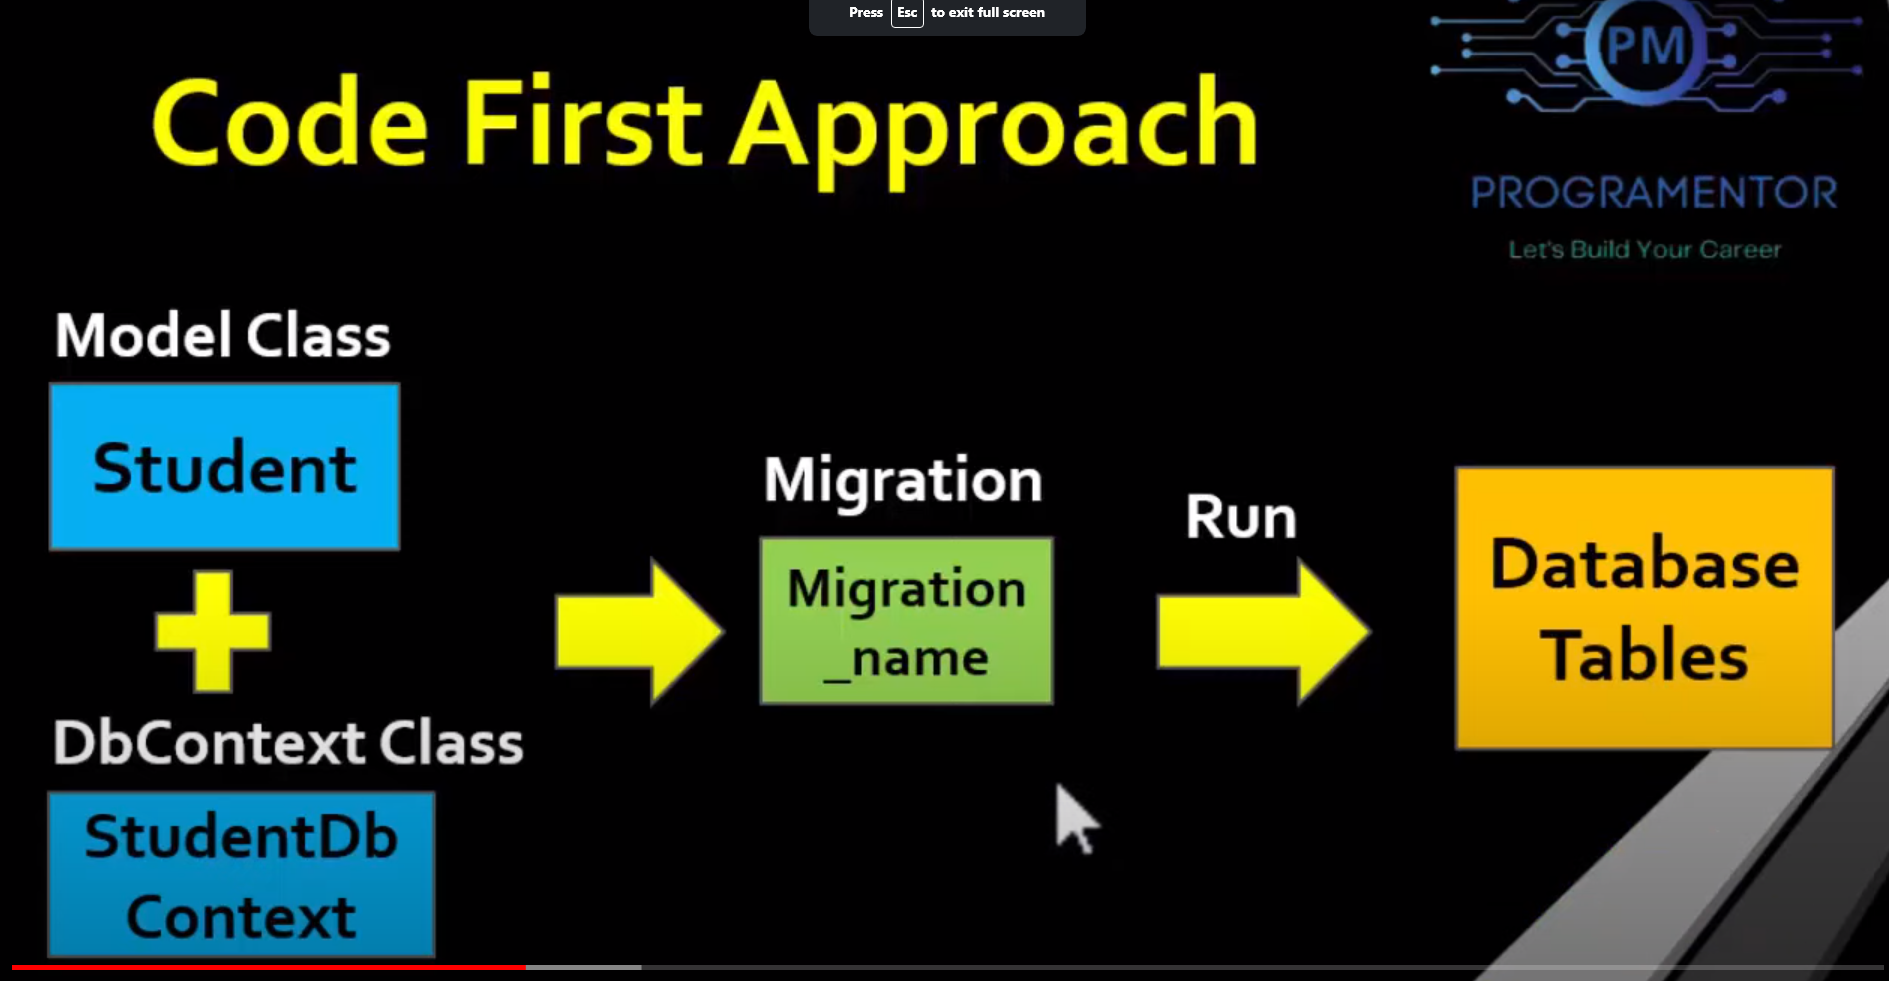 Press Esc to exit full screen
Code First Approach
PM
PROGRAMENTOR
Let's Build Your Career
Model Class
Student
DbContext Class
StudentDb
Context
Migration
Migration
_name
Run
Database
Tables